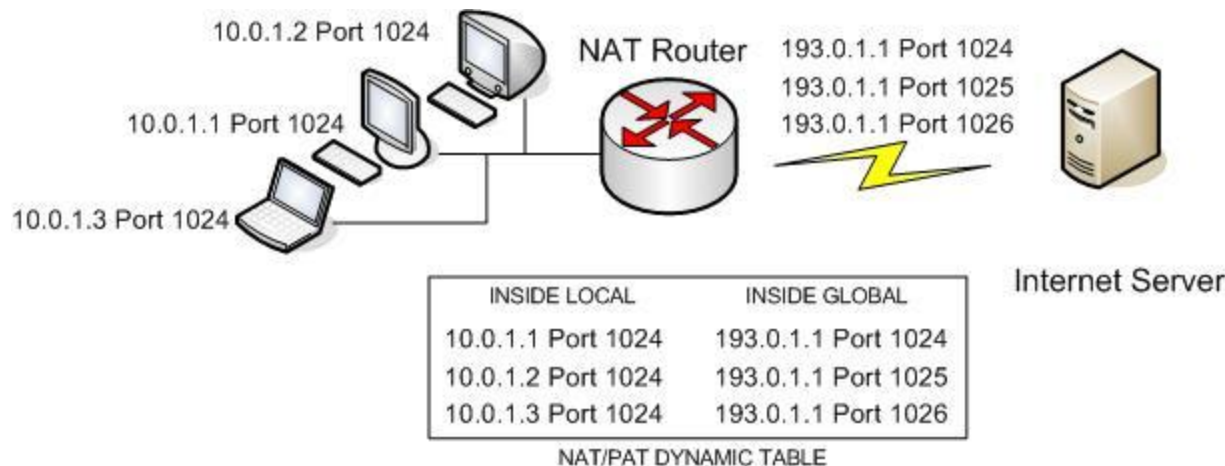 10.0.1.2 Port 1024
NAT Router
193.0.1.1 Port 1024
193.0.1.1 Port 1025
193.0.1.1 Port 1026
10.0.1.1 Port 1024
10.0.1.3 Port 1024
Internet Server
INSIDE LOCAL INSIDE GLOBAL
10.0.1.1 Port 1024 193.0.1.1 Port 1024
10.0.1.2 Port 1024 193.0.1.1 Port 1025
10.0.1.3 Port 1024 193.0.1.1 Port 1026
NAT/PAT DYNAMIC TABLE